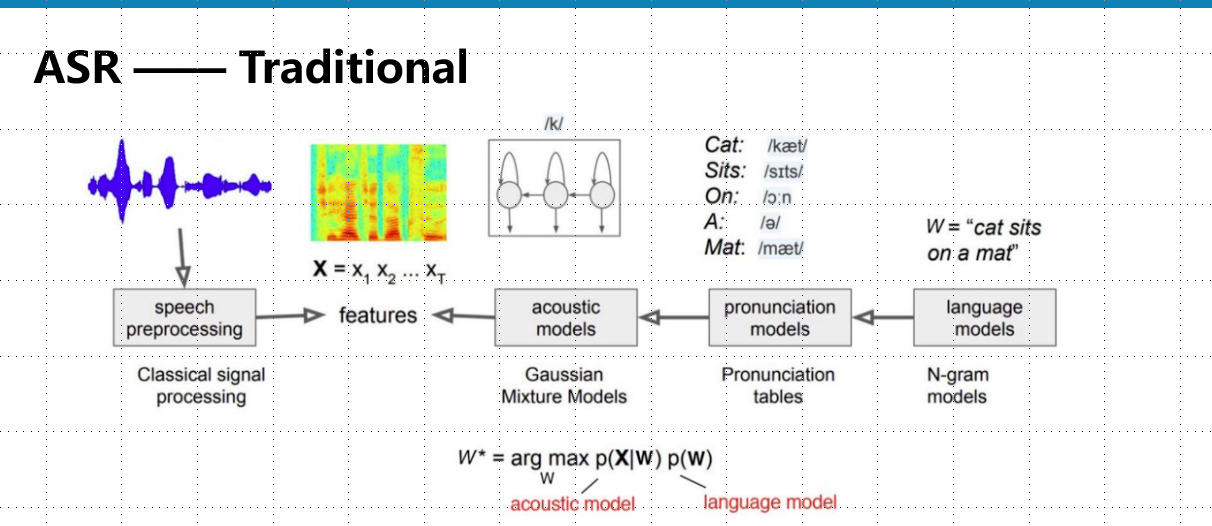 ASR —— Traditional
/k/
Cat: /kæt/
Sits: /sɪts/
On: /ɔːn
A: /ə/
Mat: /mæt/
W = “cat sits
on a mat”
X = x1 x2 ... xT
speech
preprocessing
features
acoustic
models
pronunciation
models
language
models
Classical signal
processing
Gaussian
Mixture Models
Pronunciation
tables
N-gram
models
W* = arg max p(X|W) p(W)
W
acoustic model
language model